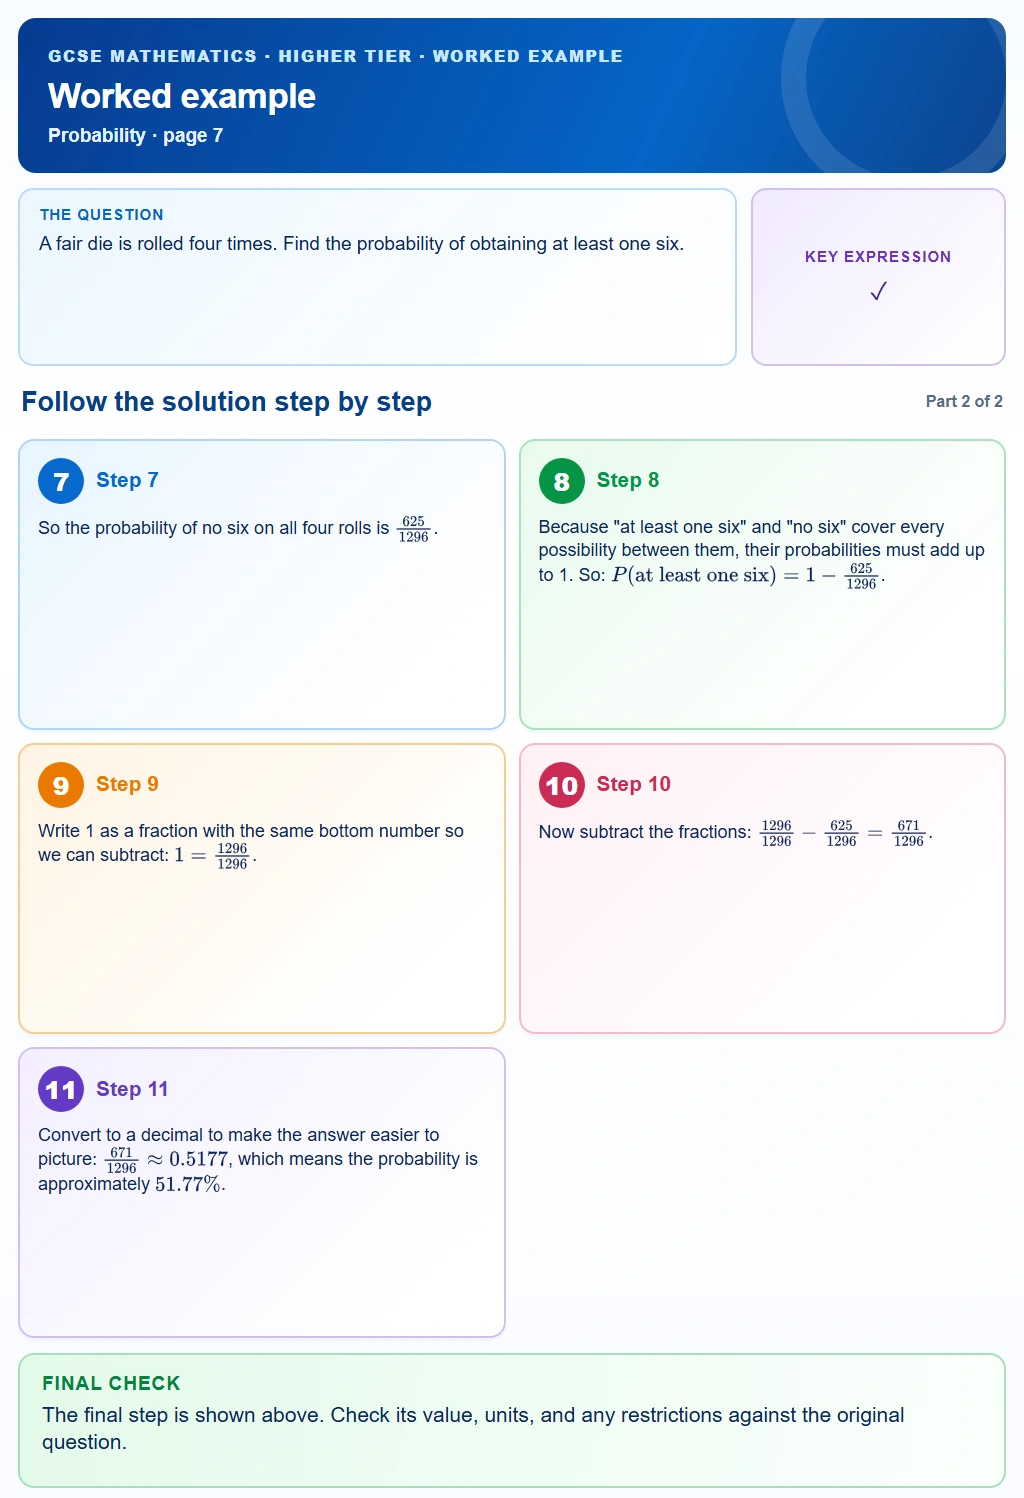 GCSE MATHEMATICS · HIGHER TIER · WORKED EXAMPLE
Worked example
Probability · page 7
THE QUESTION
A fair die is rolled four times. Find the probability of obtaining at least one six.
KEY EXPRESSION
✓
Follow the solution step by step
Part 2 of 2
7 Step 7
So the probability of no six on all four rolls is 625/1296.
8 Step 8
Because "at least one six" and "no six" cover every
possibility between them, their probabilities must add up
to 1. So: P(at least one six) = 1 − 625/1296.
9 Step 9
Write 1 as a fraction with the same bottom number so
we can subtract: 1 = 1296/1296.
10 Step 10
Now subtract the fractions: 1296/1296 − 625/1296 = 671/1296.
11 Step 11
Convert to a decimal to make the answer easier to
picture: 671/1296 ≈ 0.5177, which means the probability is
approximately 51.77%.
FINAL CHECK
The final step is shown above. Check its value, units, and any restrictions against the original
question.